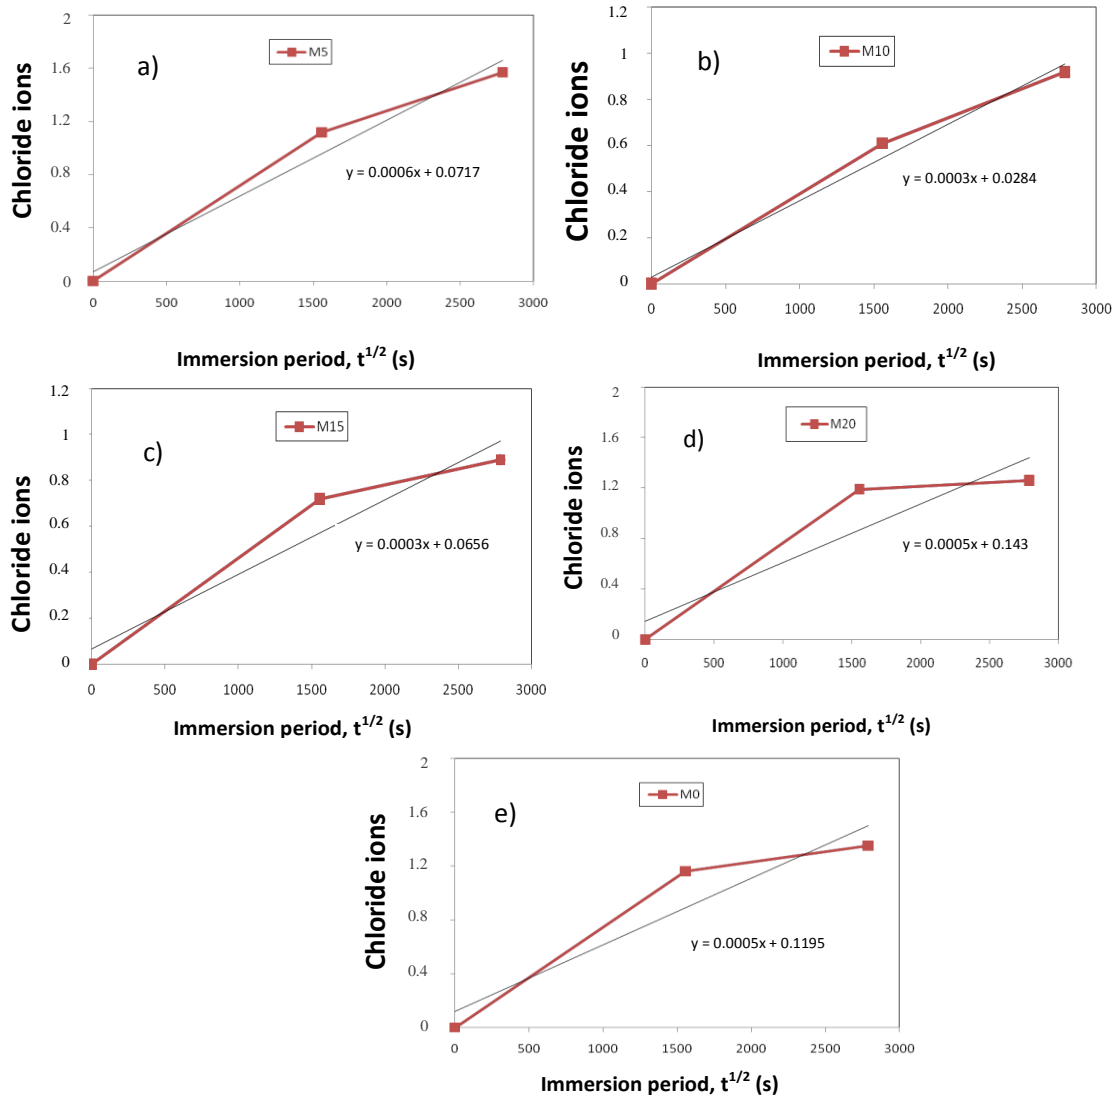 a)
M5
Chloride ions
2
1.6
1.2
0.8
0.4
0
y = 0.0006x + 0.0717
0 500 1000 1500 2000 2500 3000
Immersion period, t^1/2 (s)
b)
M10
Chloride ions
1.2
1
0.8
0.6
0.4
0.2
0
y = 0.0003x + 0.0284
0 500 1000 1500 2000 2500 3000
Immersion period, t^1/2 (s)
c)
M15
Chloride ions
1.2
1
0.8
0.6
0.4
0.2
0
y = 0.0003x + 0.0656
0 500 1000 1500 2000 2500 3000
Immersion period, t^1/2 (s)
d)
M20
Chloride ions
2
1.6
1.2
0.8
0.4
0
y = 0.0005x + 0.143
0 500 1000 1500 2000 2500 3000
Immersion period, t^1/2 (s)
e)
M0
Chloride ions
2
1.6
1.2
0.8
0.4
0
y = 0.0005x + 0.1195
0 500 1000 1500 2000 2500 3000
Immersion period, t^1/2 (s)